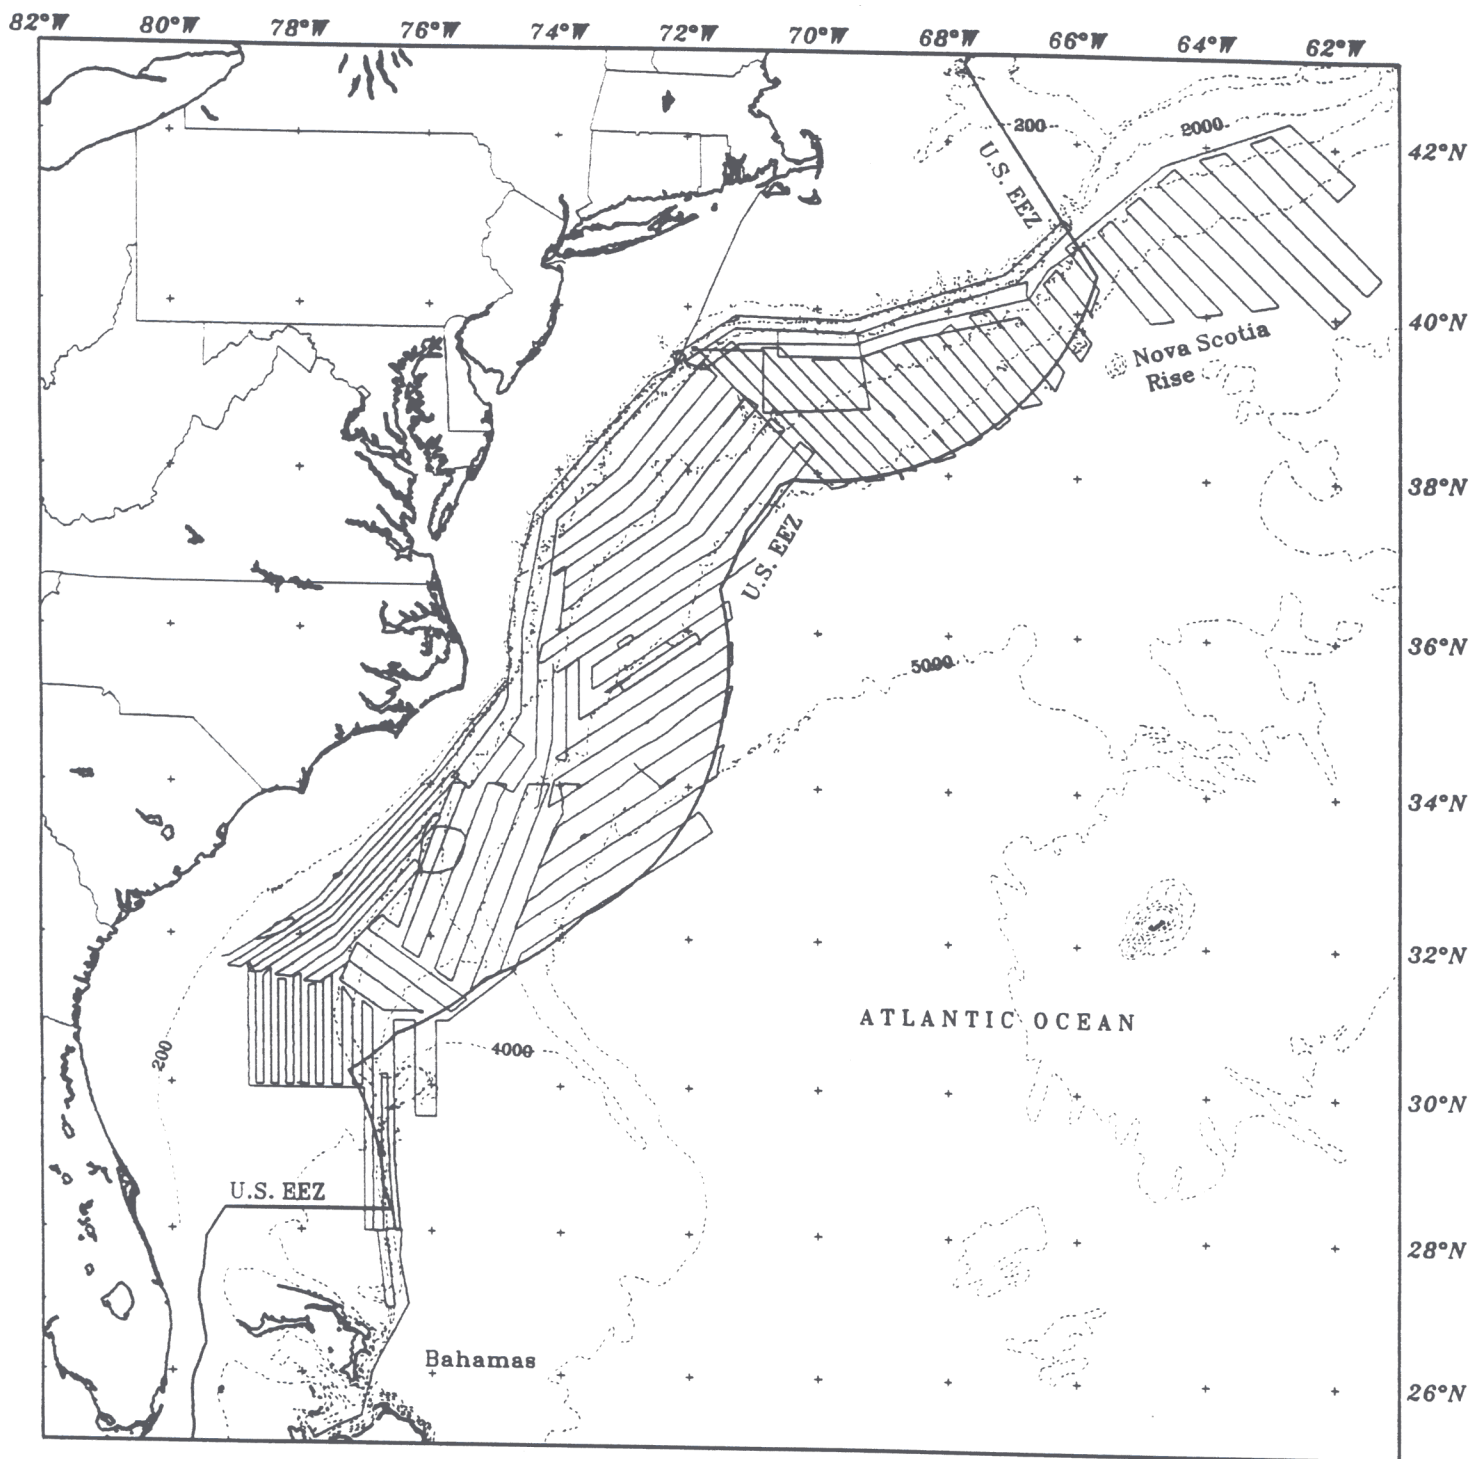 82°W 80°W 78°W 76°W 74°W 72°W 70°W 68°W 66°W 64°W 62°W
200
2000
42°N
U.S. EEZ
40°N
Nova Scotia
Rise
38°N
U.S. EEZ
36°N
5000
34°N
32°N
ATLANTIC OCEAN
200
4000
30°N
U.S. EEZ
28°N
Bahamas
26°N